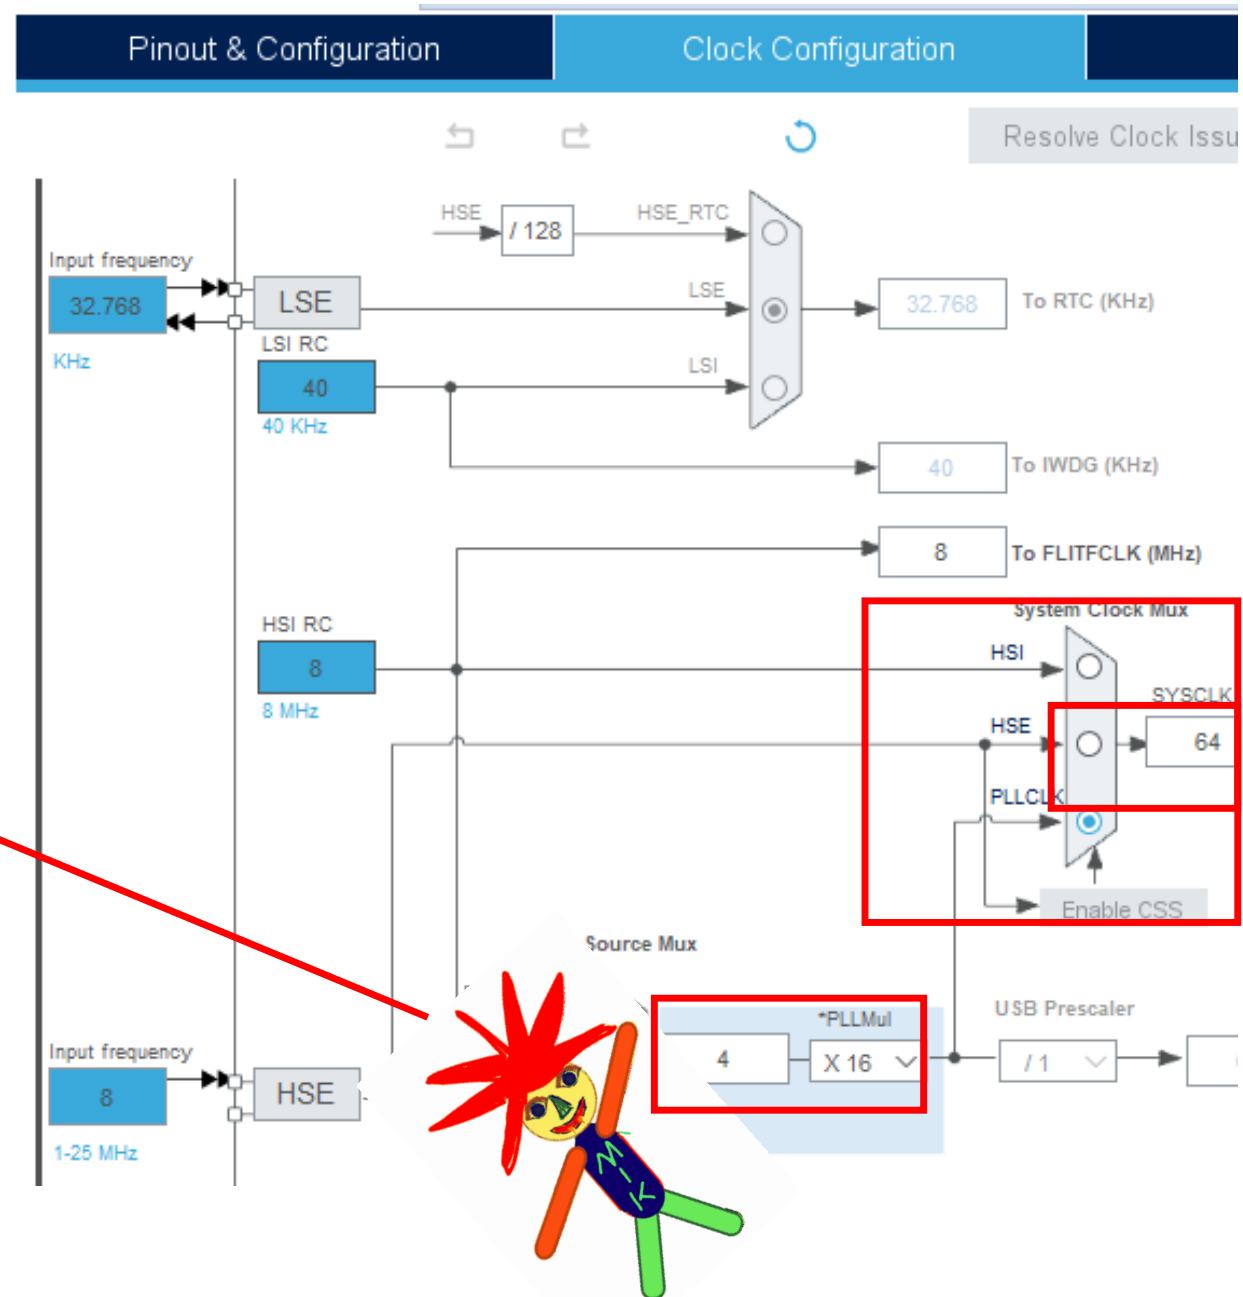 Pinout & Configuration
Clock Configuration
Resolve Clock Issu
HSE
/ 128
HSE_RTC
Input frequency
32.768
KHz
LSE
LSE
32.768
To RTC (KHz)
LSI RC
40
40 KHz
LSI
40
To IWDG (KHz)
8
To FLITFCLK (MHz)
System Clock Mux
HSI RC
8
8 MHz
HSI
SYSCLK
HSE
64
PLLCLK
Enable CSS
Source Mux
*PLLMul
4
X 16
USB Prescaler
/ 1
Input frequency
8
1-25 MHz
HSE
MIK